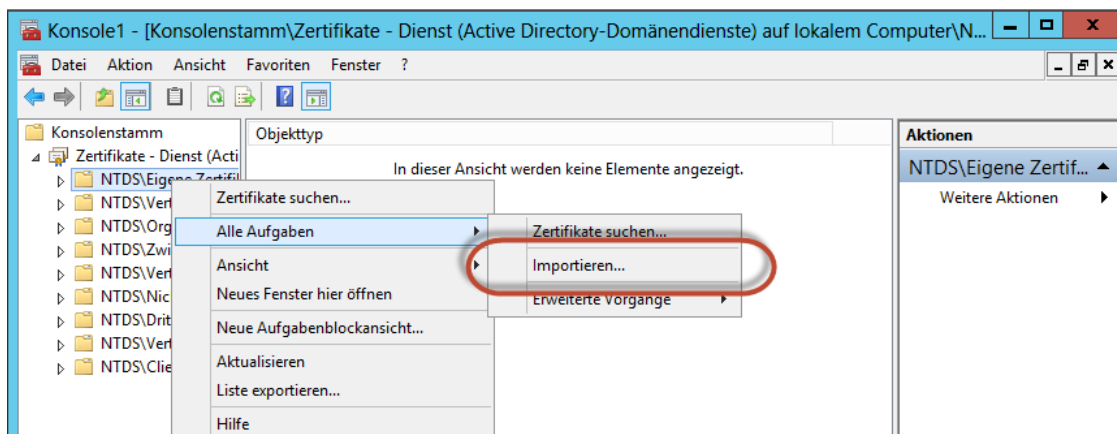 Konsole1 - [Konsolenstamm\Zertifikate - Dienst (Active Directory-Domänendienste) auf lokalem Computer\N...
Datei Aktion Ansicht Favoriten Fenster ?
Konsolenstamm
Zertifikate - Dienst (Acti
NTDS\Eigene Zertifi
NTDS\Vert
NTDS\Org
NTDS\Zwi
NTDS\Vert
NTDS\Nic
NTDS\Drit
NTDS\Vert
NTDS\Clie
Objekttyp
In dieser Ansicht werden keine Elemente angezeigt.
Zertifikate suchen...
Alle Aufgaben
Ansicht
Neues Fenster hier öffnen
Neue Aufgabenblockansicht...
Aktualisieren
Liste exportieren...
Hilfe
Zertifikate suchen...
Importieren...
Erweiterte Vorgänge
Aktionen
NTDS\Eigene Zertif...
Weitere Aktionen